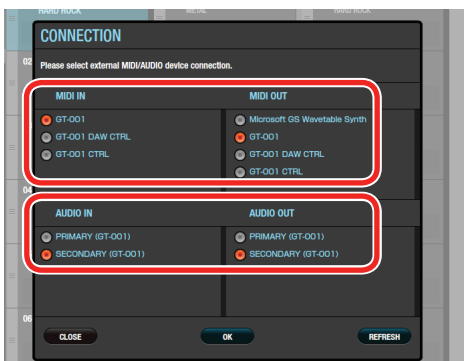 HARD ROCK METAL HARD ROCK
CONNECTION
02
Please select external MIDI/AUDIO device connection.
MIDI IN MIDI OUT
GT-001 Microsoft GS Wavetable Synth
GT-001 DAW CTRL GT-001
GT-001 CTRL GT-001 DAW CTRL
GT-001 CTRL
04
AUDIO IN AUDIO OUT
PRIMARY (GT-001) PRIMARY (GT-001)
SECONDARY (GT-001) SECONDARY (GT-001)
06
CLOSE OK REFRESH